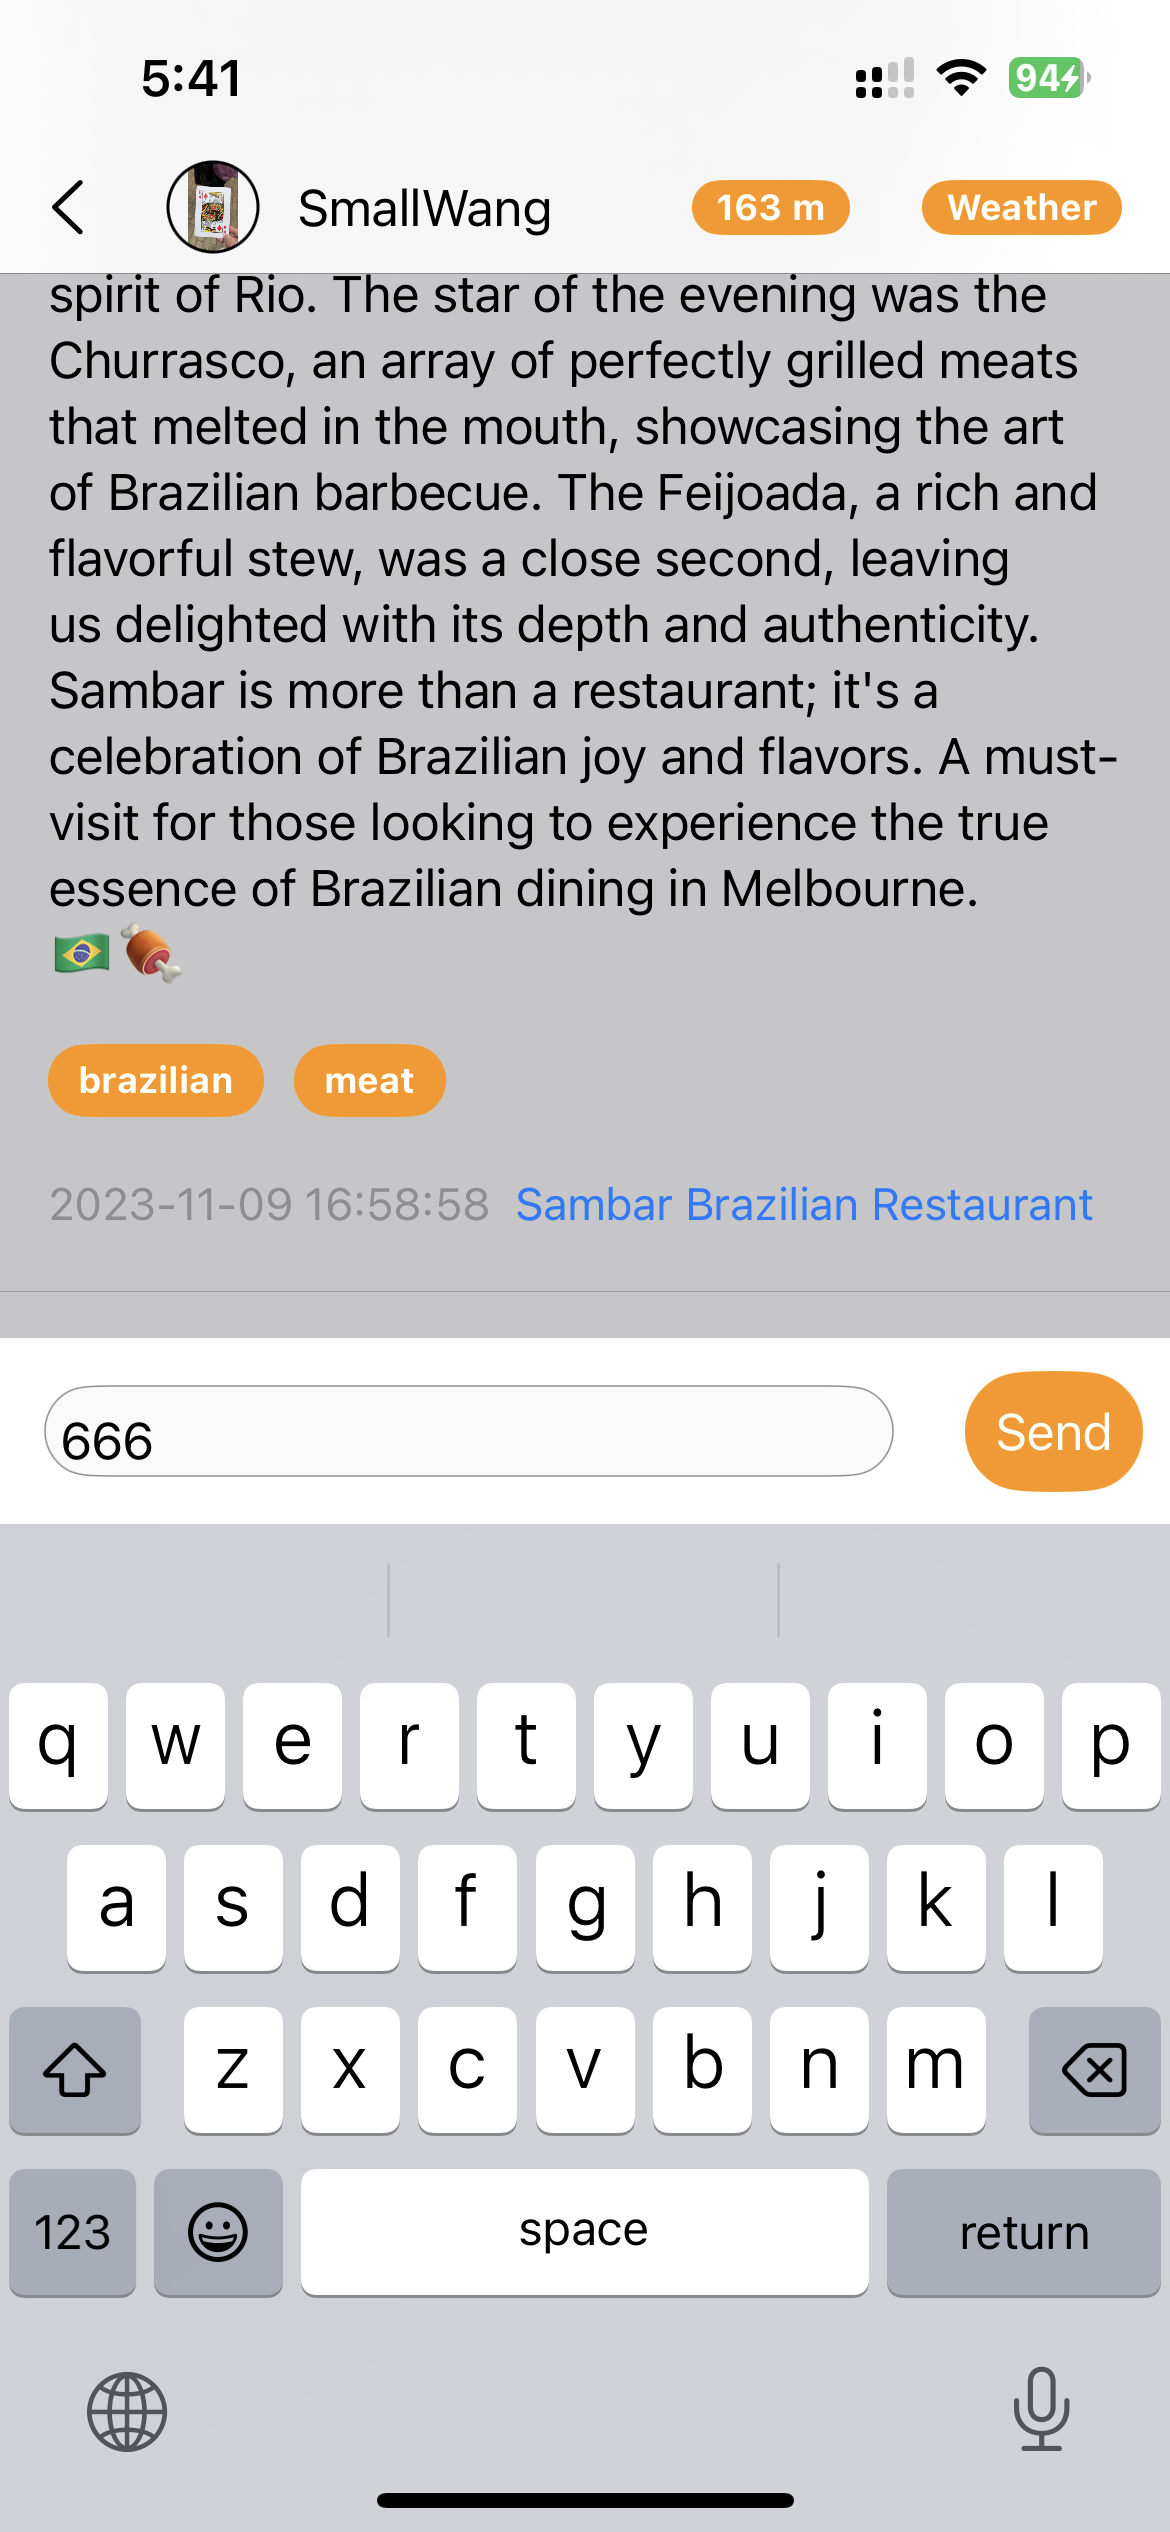 5:41
94
SmallWang
163 m
Weather
spirit of Rio. The star of the evening was the
Churrasco, an array of perfectly grilled meats
that melted in the mouth, showcasing the art
of Brazilian barbecue. The Feijoada, a rich and
flavorful stew, was a close second, leaving
us delighted with its depth and authenticity.
Sambar is more than a restaurant; it's a
celebration of Brazilian joy and flavors. A must-
visit for those looking to experience the true
essence of Brazilian dining in Melbourne.
🇧🇷🍖
brazilian
meat
2023-11-09 16:58:58 Sambar Brazilian Restaurant
666
Send
q w e r t y u i o p
a s d f g h j k l
z x c v b n m
123
space
return